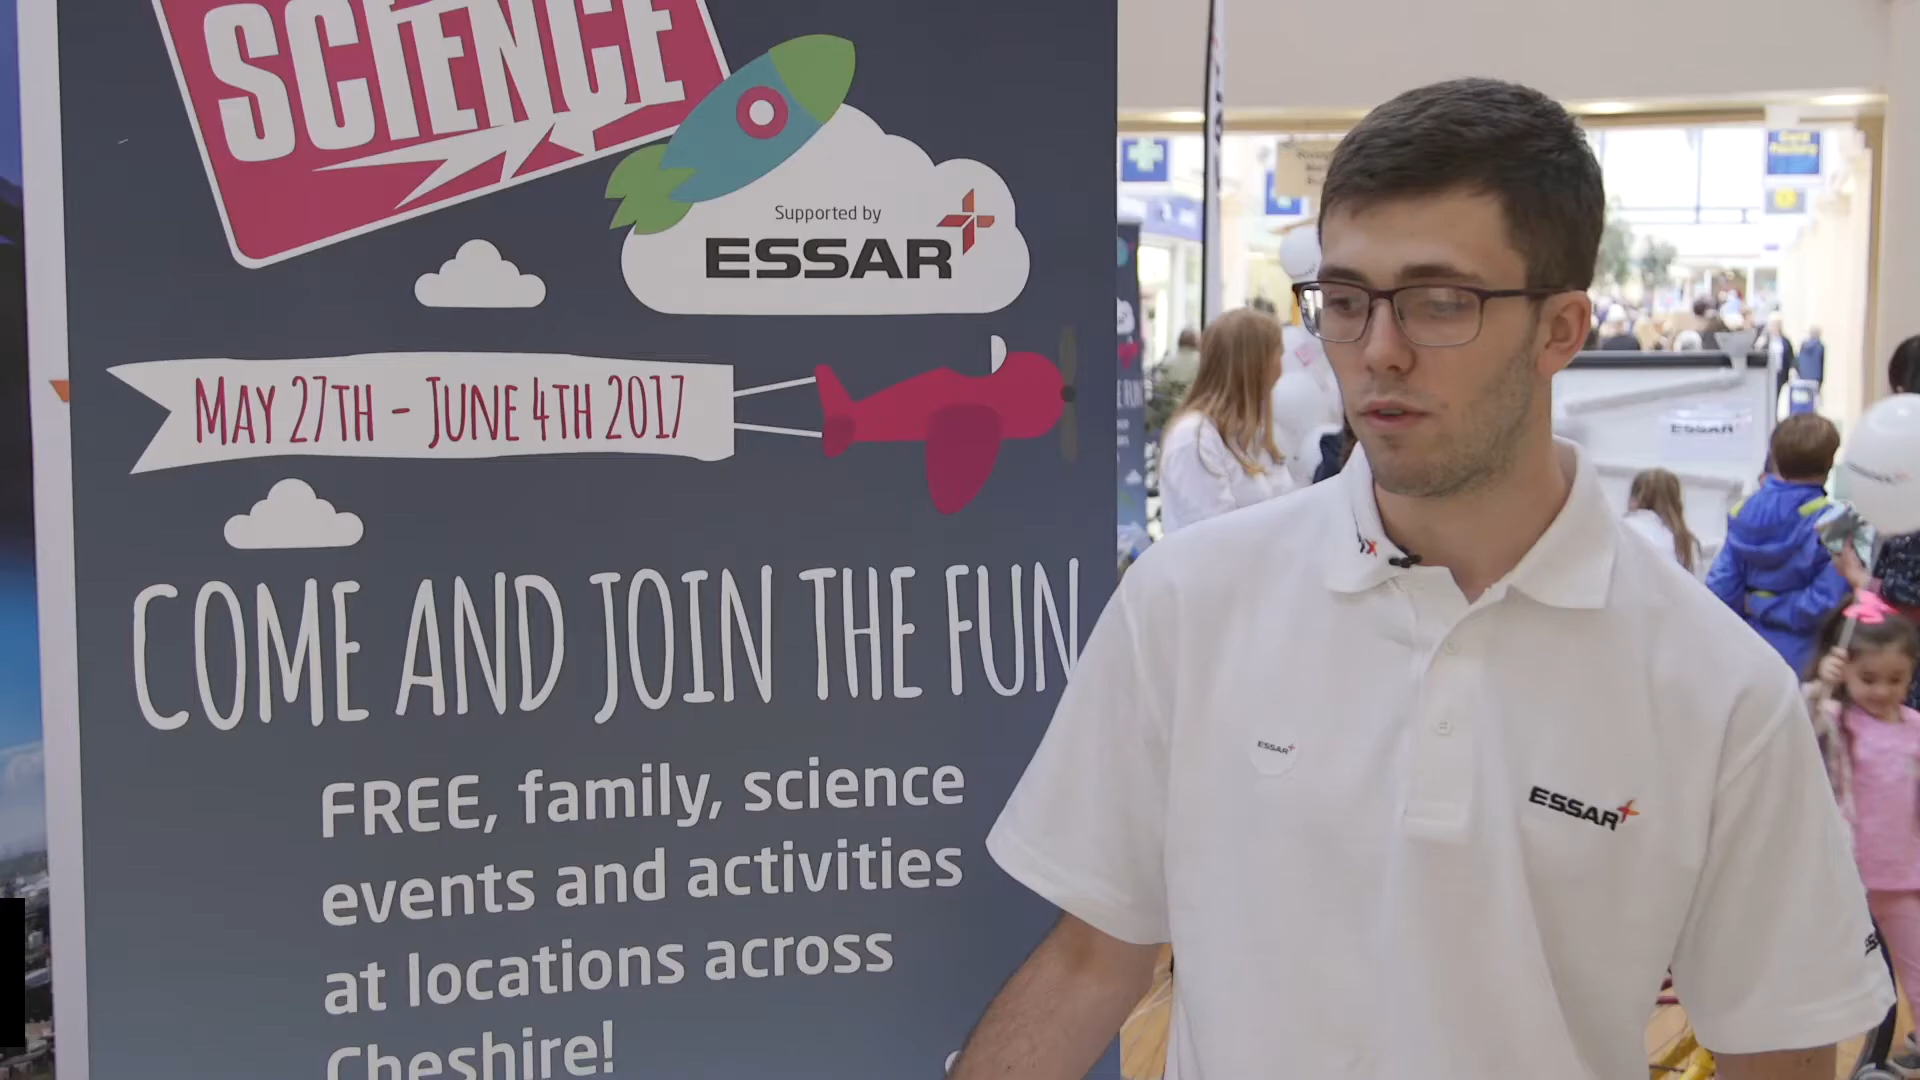 SCIENCE
Supported by
ESSAR
MAY 27TH - JUNE 4TH 2017
COME AND JOIN THE FUN
FREE, family, science
events and activities
at locations across
Cheshire!
ESSAR
ESSAR
ESSAR